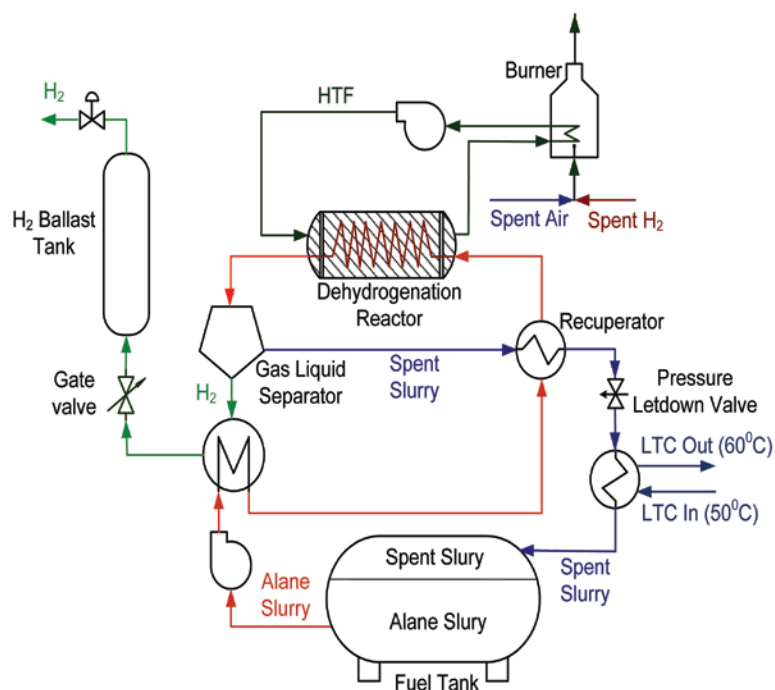 Burner
H₂
HTF
H₂ Ballast
Tank
Spent Air
Spent H₂
Dehydrogenation
Reactor
Recuperator
Gas Liquid
Separator
Spent
Slurry
Gate
valve
H₂
Pressure
Letdown Valve
LTC Out (60⁰C)
LTC In (50⁰C)
Alane
Slurry
Spent Slury
Alane Slury
Spent
Slurry
Fuel Tank